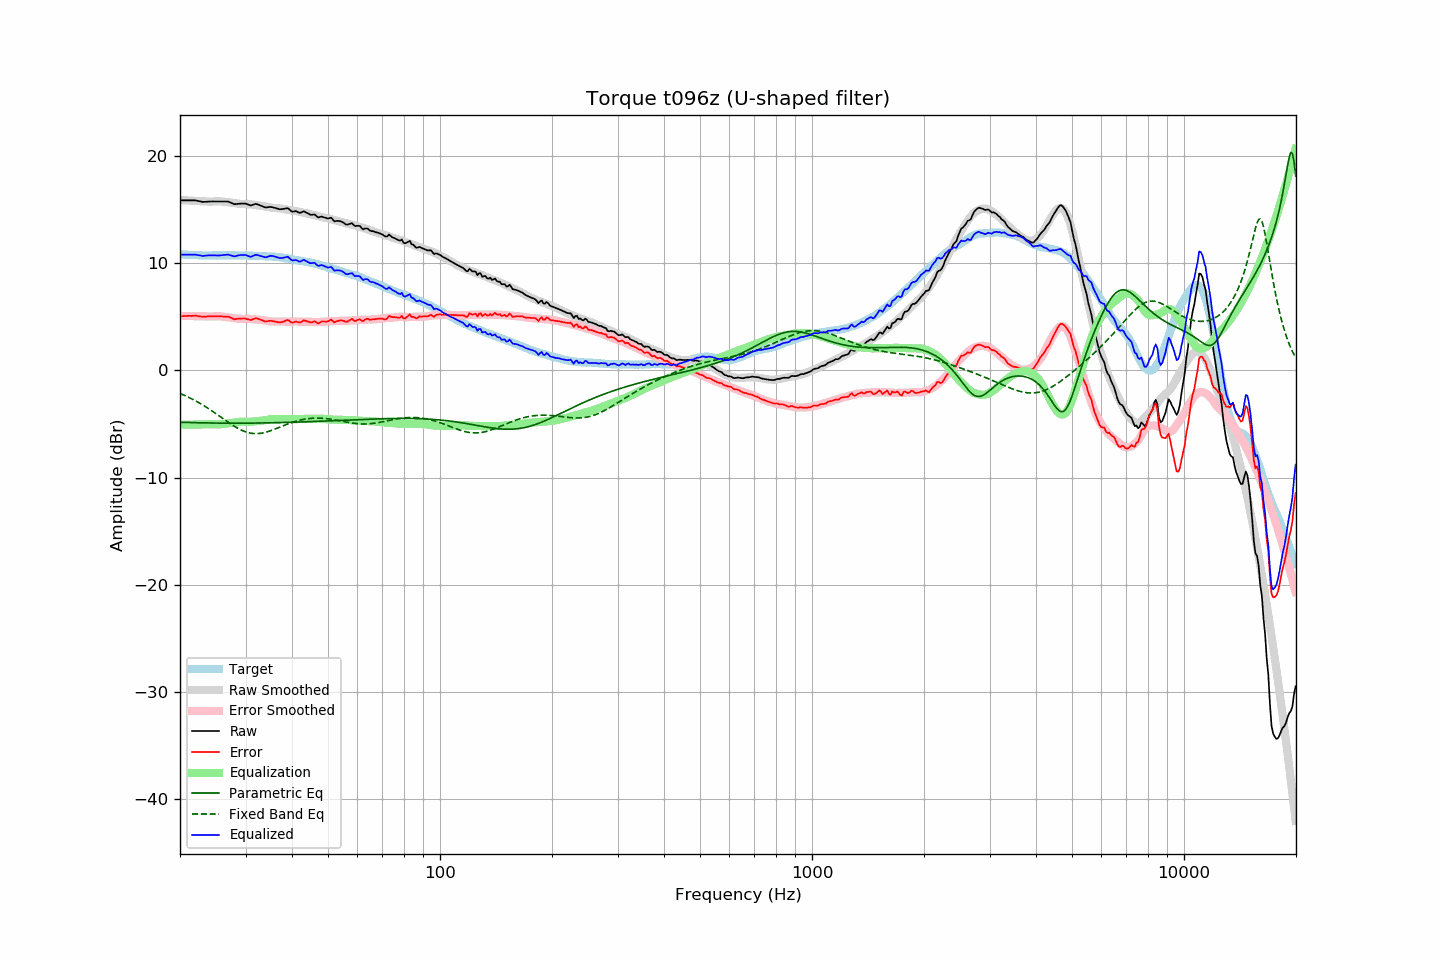 Torque t096z (U-shaped filter)
20
10
0
−10
−20
−30
−40
Amplitude (dBr)
Target
Raw Smoothed
Error Smoothed
Raw
Error
Equalization
Parametric Eq
Fixed Band Eq
Equalized
100
1000
10000
Frequency (Hz)